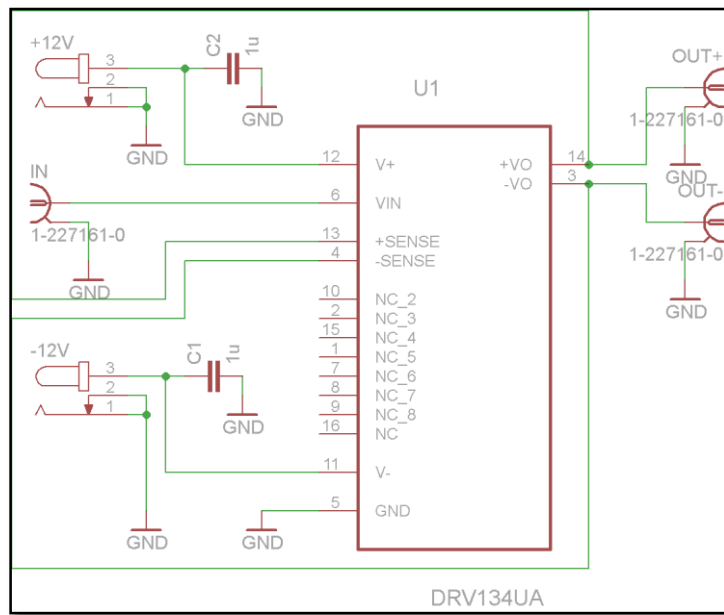 +12V
3
2
1
GND
C2
1u
GND
U1
OUT+
1-227161-0
GND
OUT-
1-227161-0
GND
IN
1-227161-0
GND
12 V+
6 VIN
13 +SENSE
4 -SENSE
10 NC_2
2 NC_3
15 NC_4
1 NC_5
7 NC_6
8 NC_7
9 NC_8
16 NC
11 V-
5 GND
+VO 14
-VO 3
-12V
3
2
1
GND
C1
1u
GND
GND
DRV134UA